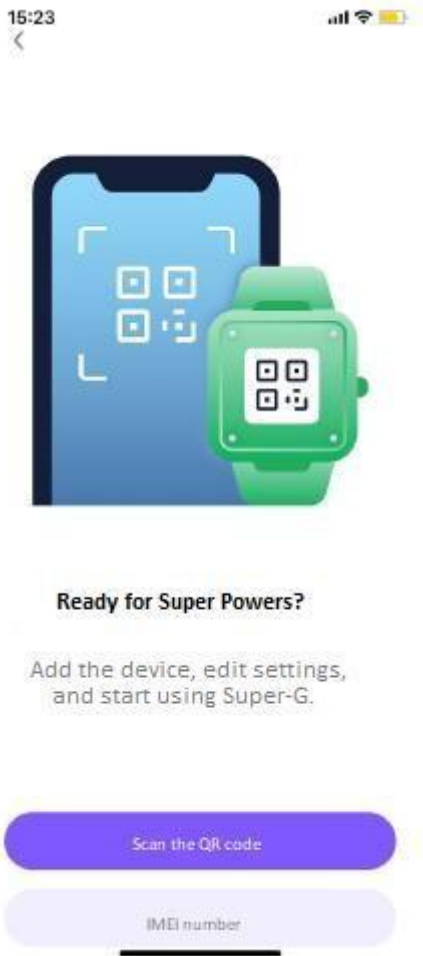 15:23
Ready for Super Powers?
Add the device, edit settings,
and start using Super-G.
Scan the QR code
IMEI number